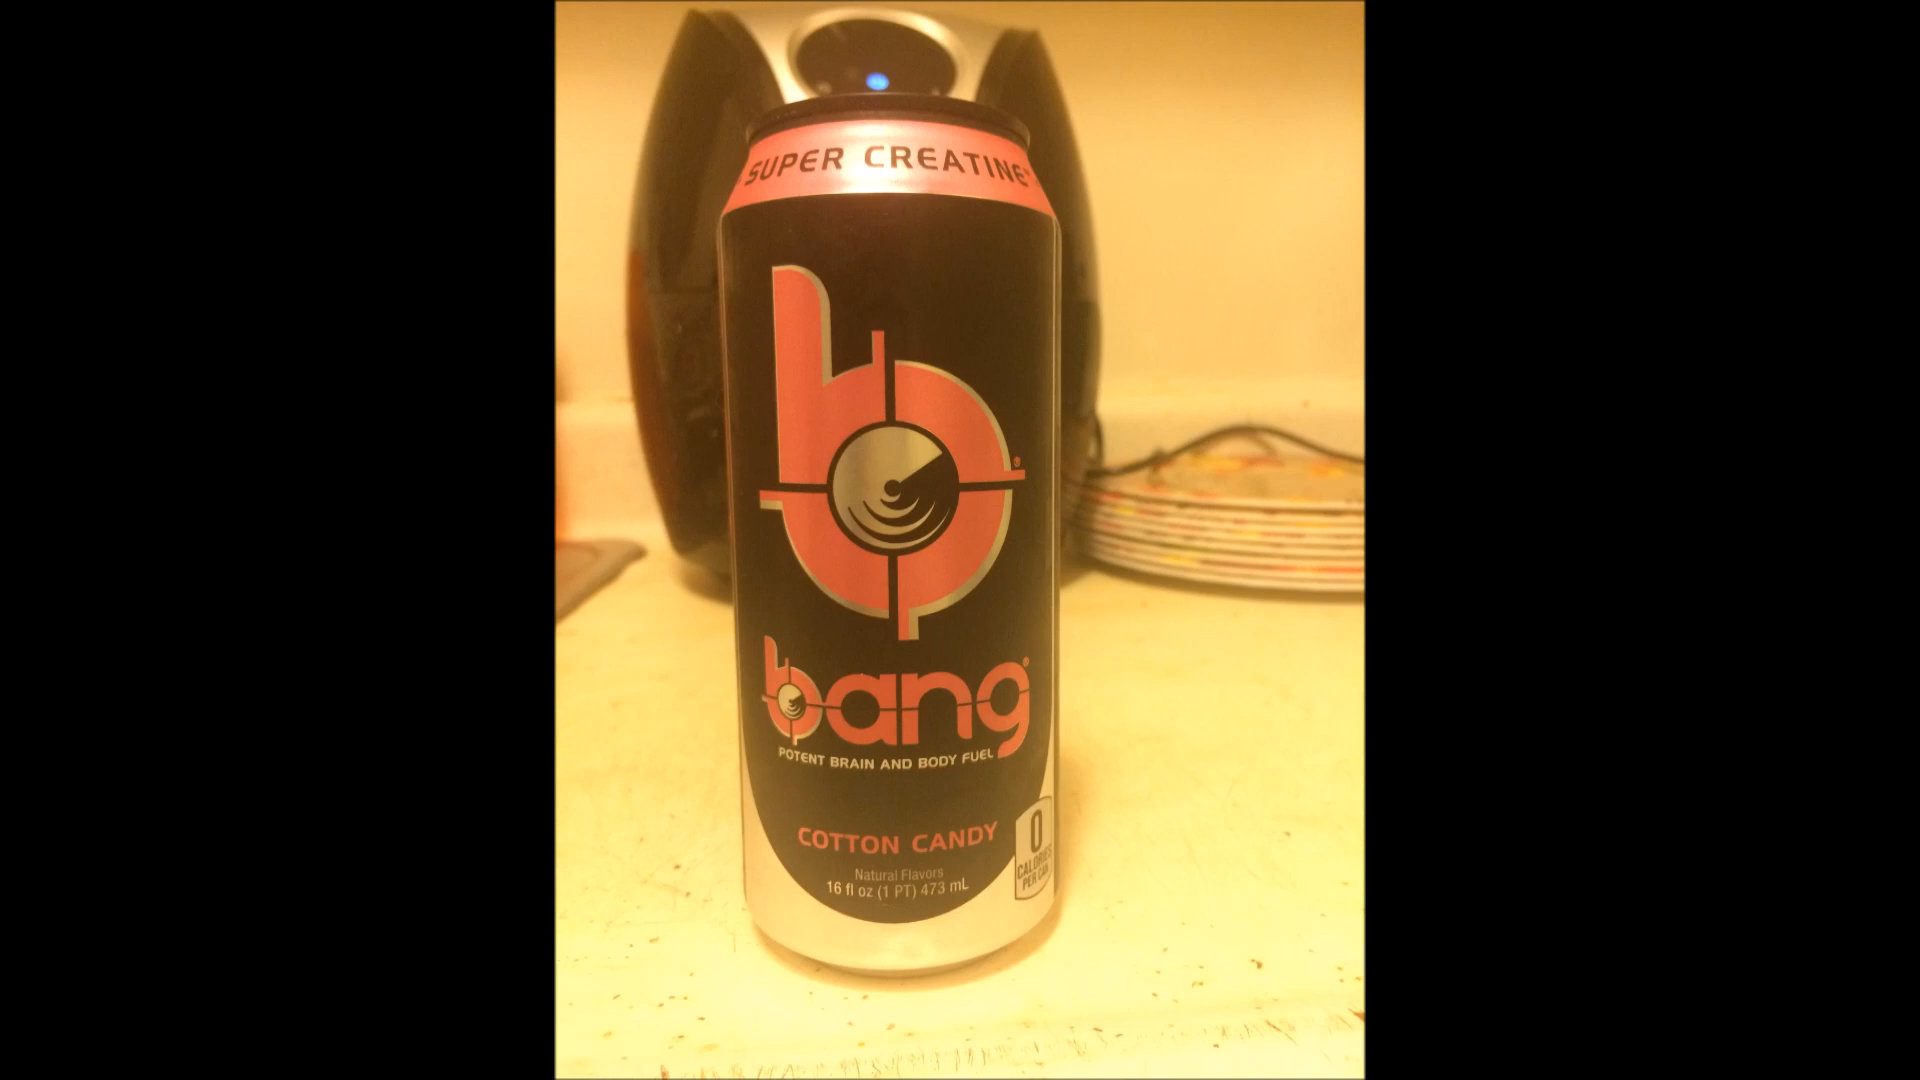 SUPER CREATINE
b
bang
POTENT BRAIN AND BODY FUEL
COTTON CANDY
Natural Flavors
16 fl oz (1 PT) 473 mL
0
CALORIES
PER CAN